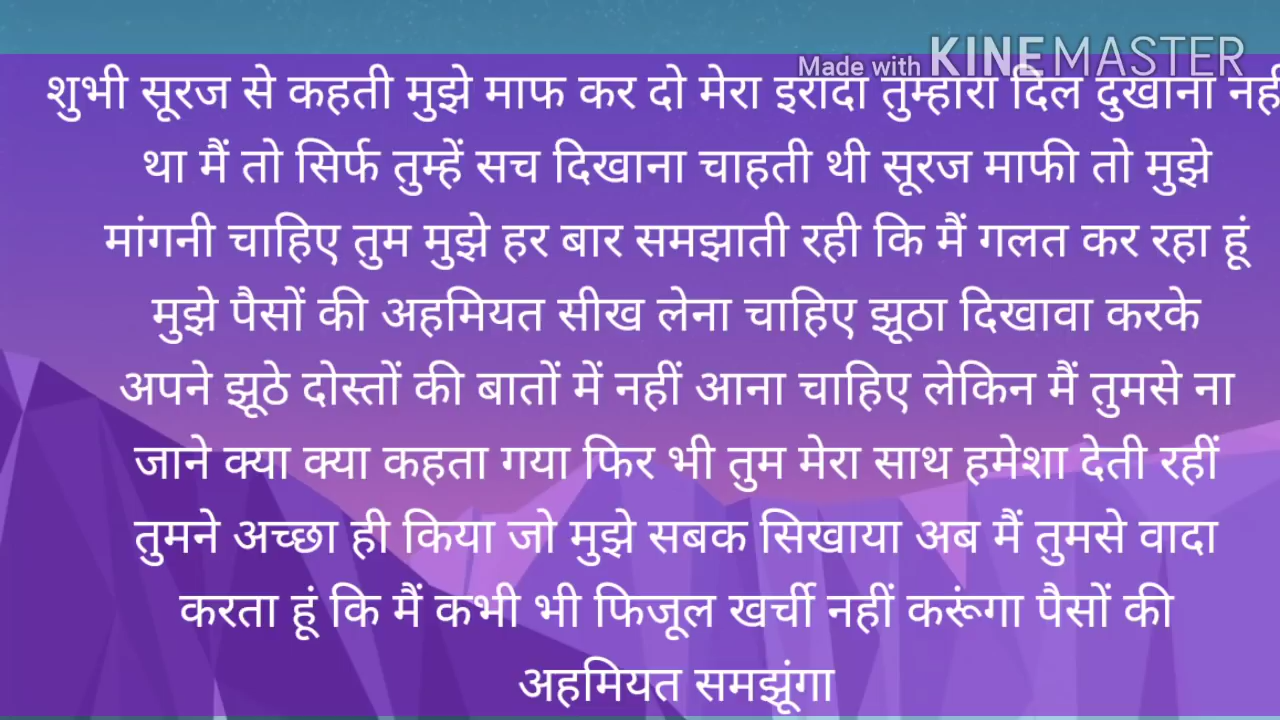 Made with KINEMASTER
शुभी सूरज से कहती मुझे माफ कर दो मेरा इरादा तुम्हारा दिल दुखाना
था मैं तो सिर्फ तुम्हें सच दिखाना चाहती थी सूरज माफी तो मुझे
मांगनी चाहिए तुम मुझे हर बार समझाती रही कि मैं गलत कर रहा हूं
मुझे पैसों की अहमियत सीख लेना चाहिए झूठा दिखावा करके
अपने झूठे दोस्तों की बातों में नहीं आना चाहिए लेकिन मैं तुमसे ना
जाने क्या क्या कहता गया फिर भी तुम मेरा साथ हमेशा देती रहीं
तुमने अच्छा ही किया जो मुझे सबक सिखाया अब मैं तुमसे वादा
करता हूं कि मैं कभी भी फिजूल खर्ची नहीं करूंगा पैसों की
अहमियत समझूंगा